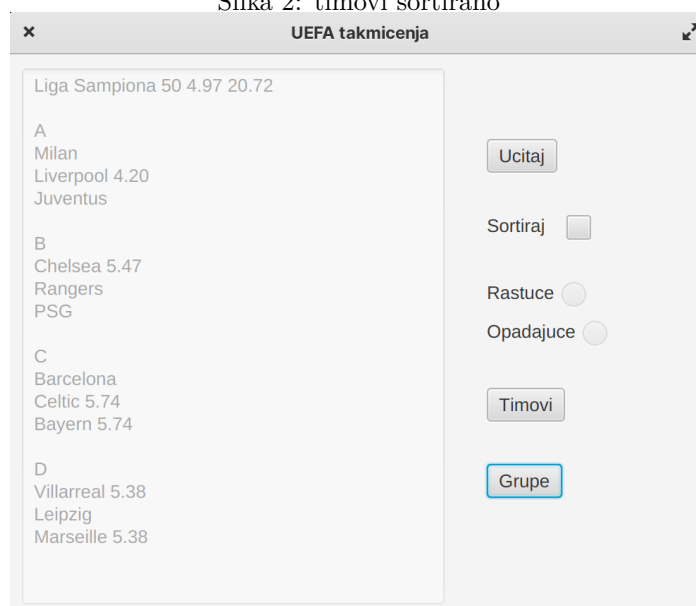 Slika 2: timovi sortirano
UEFA takmicenja
Liga Sampiona 50 4.97 20.72
A
Milan
Liverpool 4.20
Juventus
B
Chelsea 5.47
Rangers
PSG
C
Barcelona
Celtic 5.74
Bayern 5.74
D
Villarreal 5.38
Leipzig
Marseille 5.38
Ucitaj
Sortiraj
Rastuce
Opadajuce
Timovi
Grupe